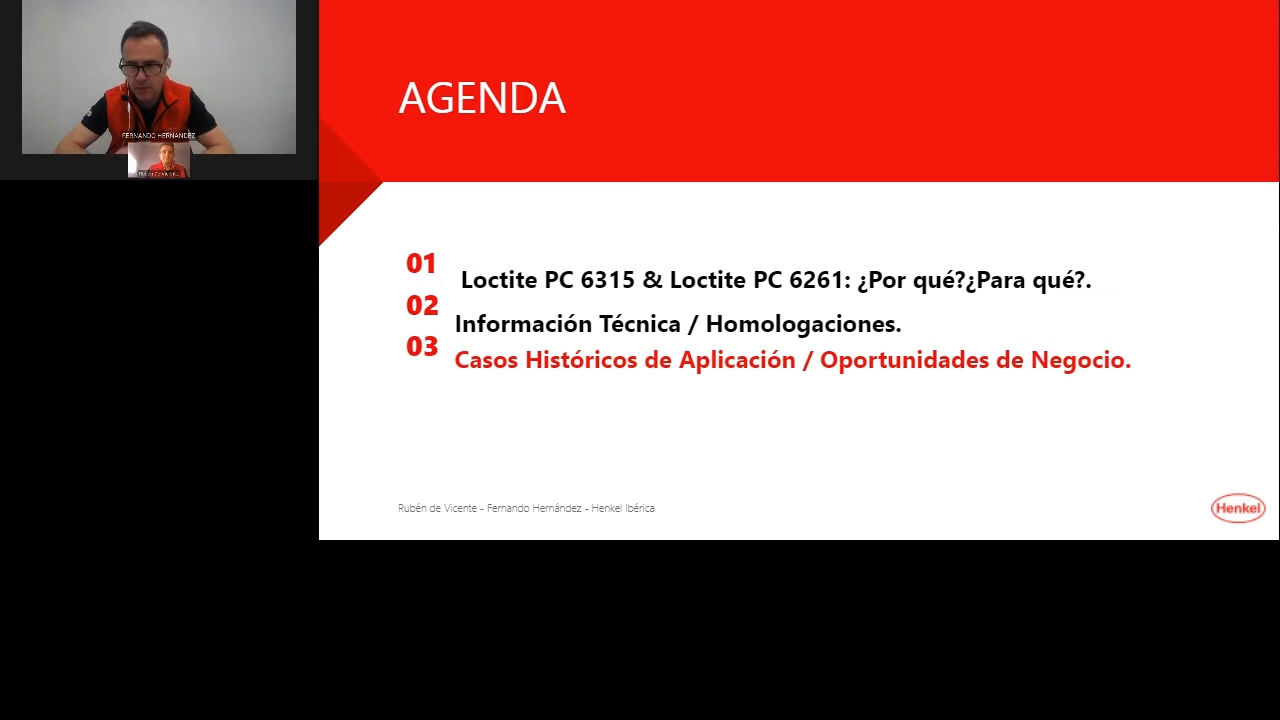 FERNANDO HERNANDEZ
AGENDA
01
Loctite PC 6315 & Loctite PC 6261: ¿Por qué?¿Para qué?.
02
Información Técnica / Homologaciones.
03
Casos Históricos de Aplicación / Oportunidades de Negocio.
Rubén de Vicente - Fernando Hernández - Henkel Ibérica
Henkel